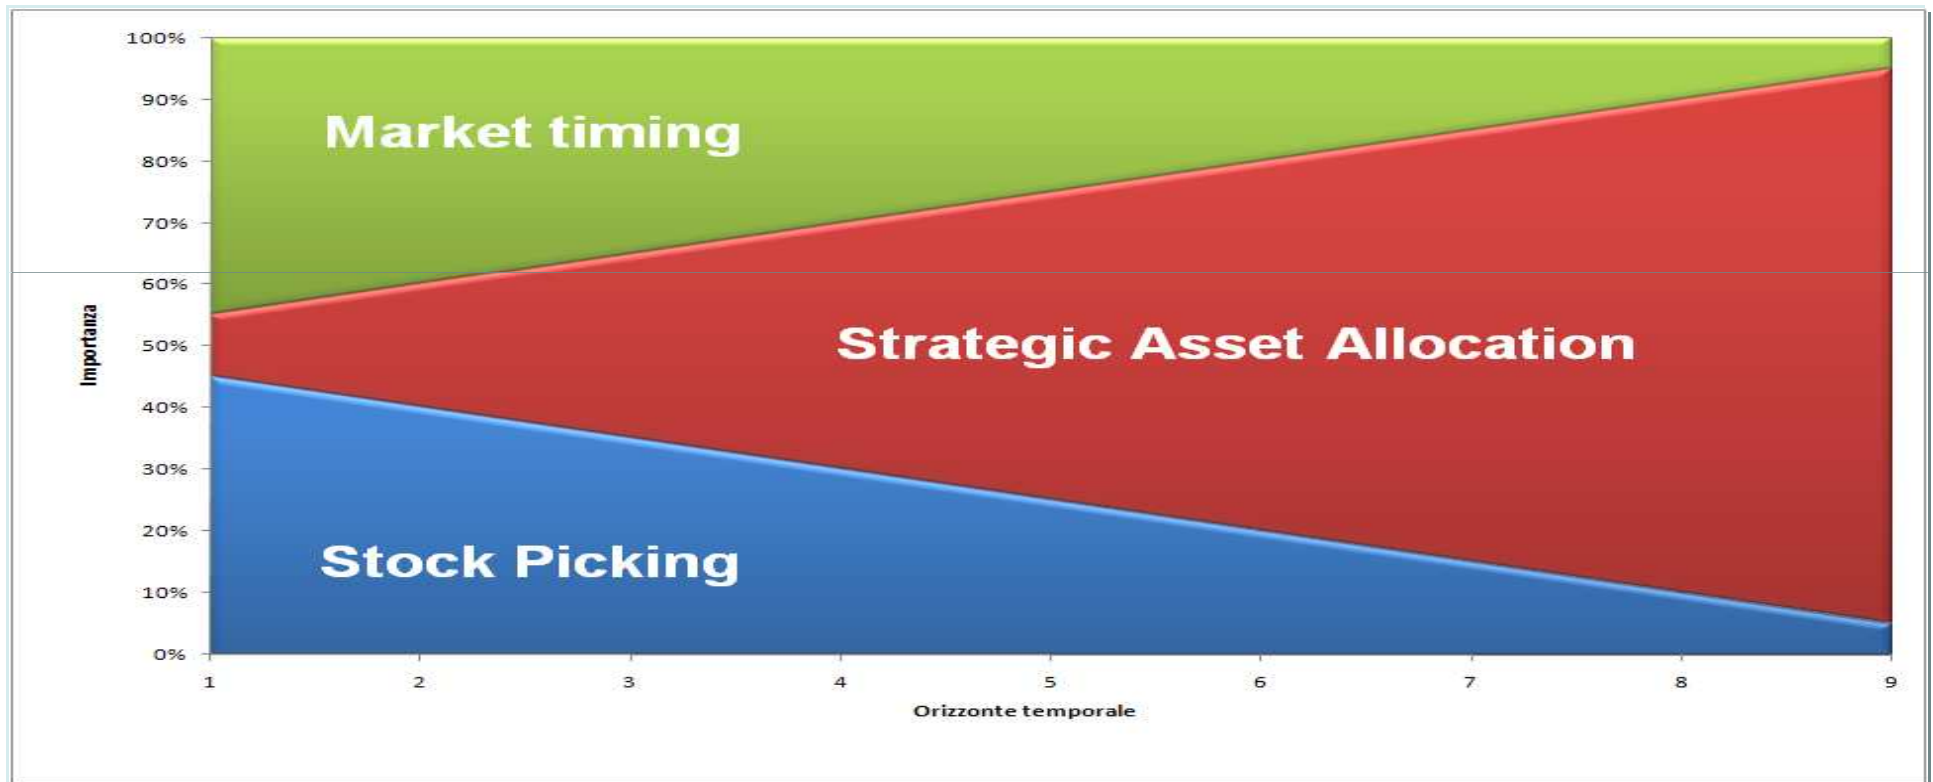 100%
90%
80%
70%
60%
50%
40%
30%
20%
10%
0%
Importanza
Market timing
Strategic Asset Allocation
Stock Picking
1 2 3 4 5 6 7 8 9
Orizzonte temporale